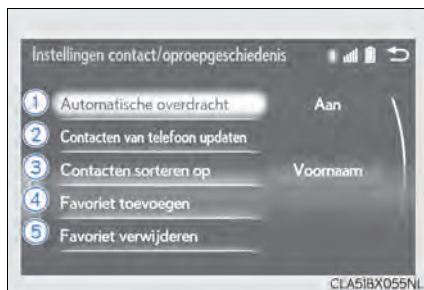 Instellingen contact/oproepgeschiedenis
1 Automatische overdracht Aan
2 Contacten van telefoon updaten
3 Contacten sorteren op Voornaam
4 Favoriet toevoegen
5 Favoriet verwijderen
CLA51BX055NL